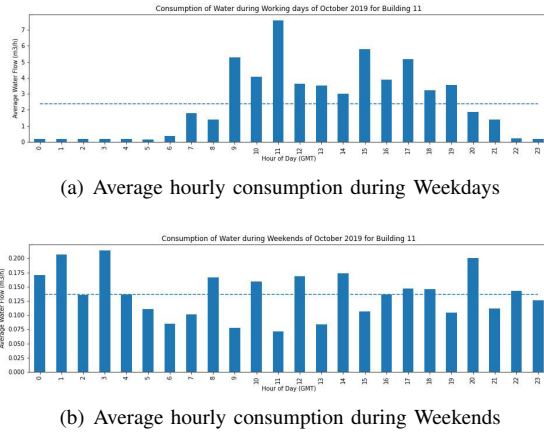 Consumption of Water during Working days of October 2019 for Building 11
Average Water Flow (m3/h)
7
6
5
4
3
2
1
0
0 1 2 3 4 5 6 7 8 9 10 11 12 13 14 15 16 17 18 19 20 21 22 23
Hour of Day (GMT)
(a) Average hourly consumption during Weekdays
Consumption of Water during Weekends of October 2019 for Building 11
Average Water Flow (m3/h)
0.200
0.175
0.150
0.125
0.100
0.075
0.050
0.025
0.000
0 1 2 3 4 5 6 7 8 9 10 11 12 13 14 15 16 17 18 19 20 21 22 23
Hour of Day (GMT)
(b) Average hourly consumption during Weekends